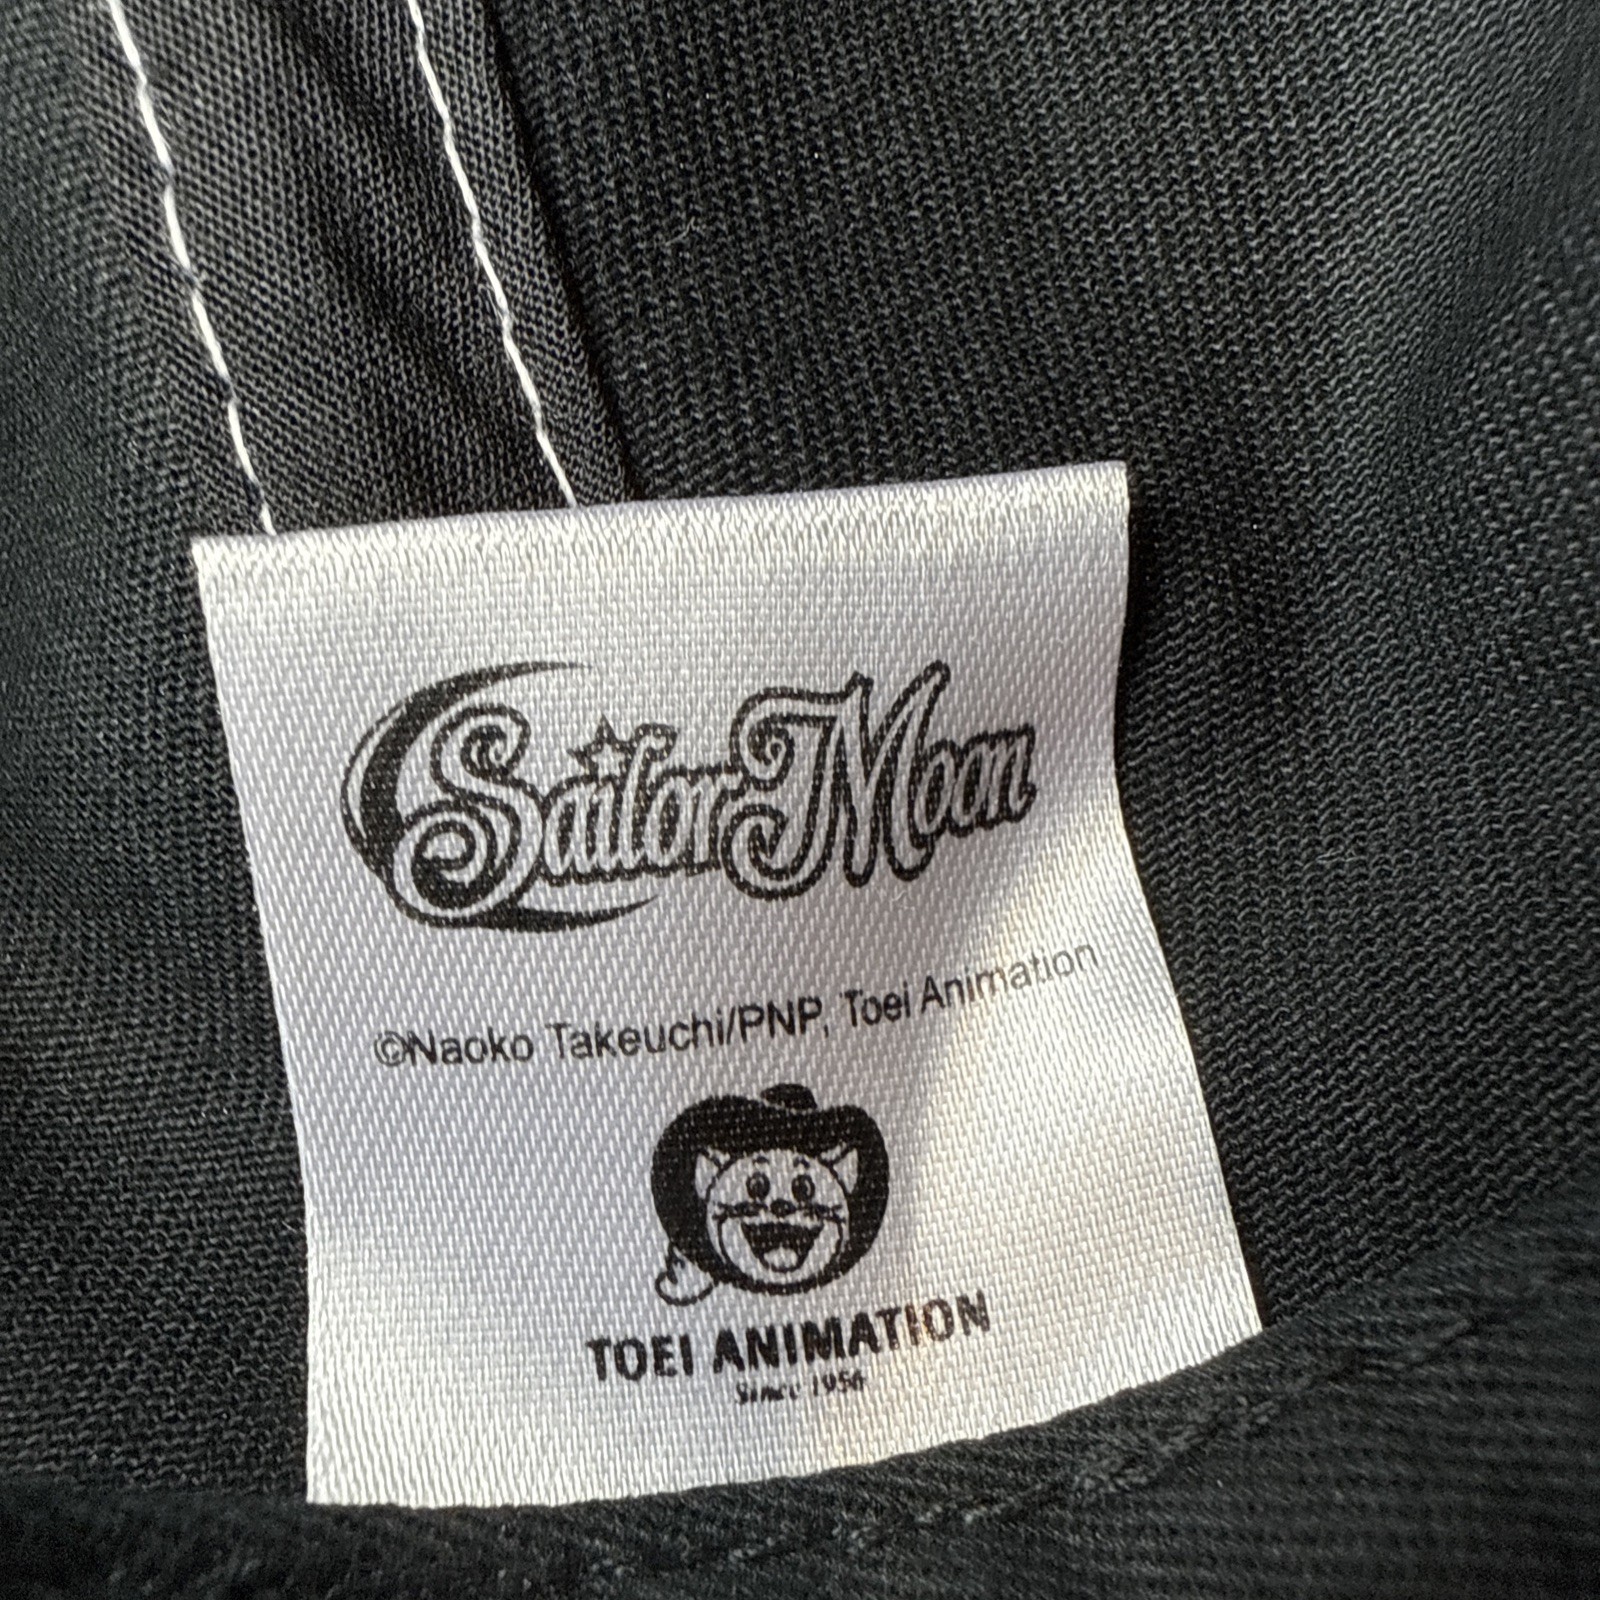 Sailor Moon
©Naoko Takeuchi/PNP, Toei Animation
TOEI ANIMATION
Since 1956